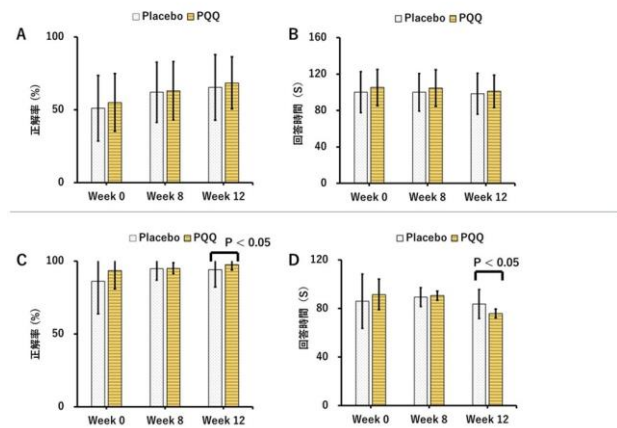 Placebo PQQ
A
100
50
0
正解率 (%)
Week 0 Week 8 Week 12
Placebo PQQ
B
160
120
80
40
0
回答時間 (S)
Week 0 Week 8 Week 12
Placebo PQQ
P < 0.05
C
100
50
0
正解率 (%)
Week 0 Week 8 Week 12
Placebo PQQ
P < 0.05
D
120
80
40
0
回答時間 (S)
Week 0 Week 8 Week 12